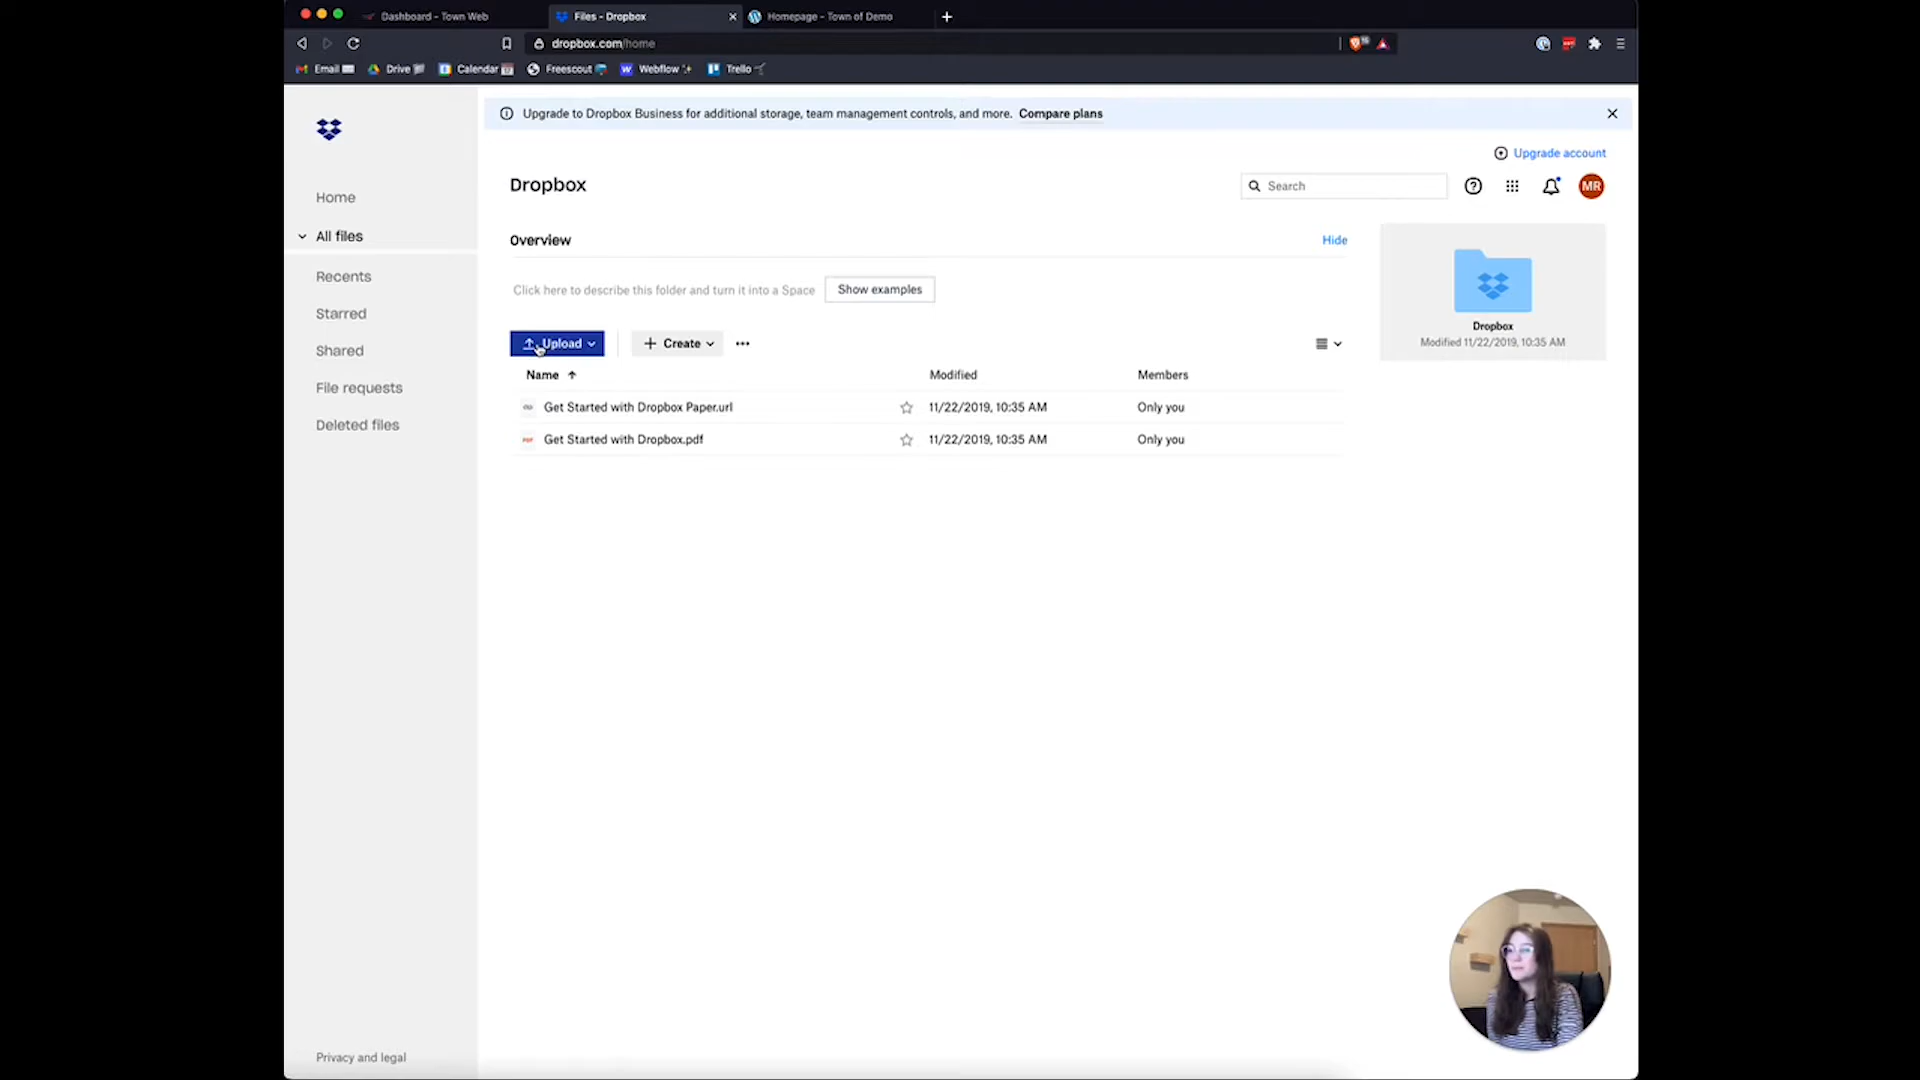 Dashboard - Town Web
Files - Dropbox
Homepage - Town of Demo
dropbox.com/home
Email
Drive
Calendar
Freescout
Webflow
Trello
Upgrade to Dropbox Business for additional storage, team management controls, and more. Compare plans
Upgrade account
Dropbox
Search
MR
Home
All files
Recents
Starred
Shared
File requests
Deleted files
Overview
Hide
Click here to describe this folder and turn it into a Space
Show examples
Upload
Create
Name
Modified
Members
Get Started with Dropbox Paper.url
11/22/2019, 10:35 AM
Only you
PDF
Get Started with Dropbox.pdf
11/22/2019, 10:35 AM
Only you
Dropbox
Modified 11/22/2019, 10:35 AM
Privacy and legal